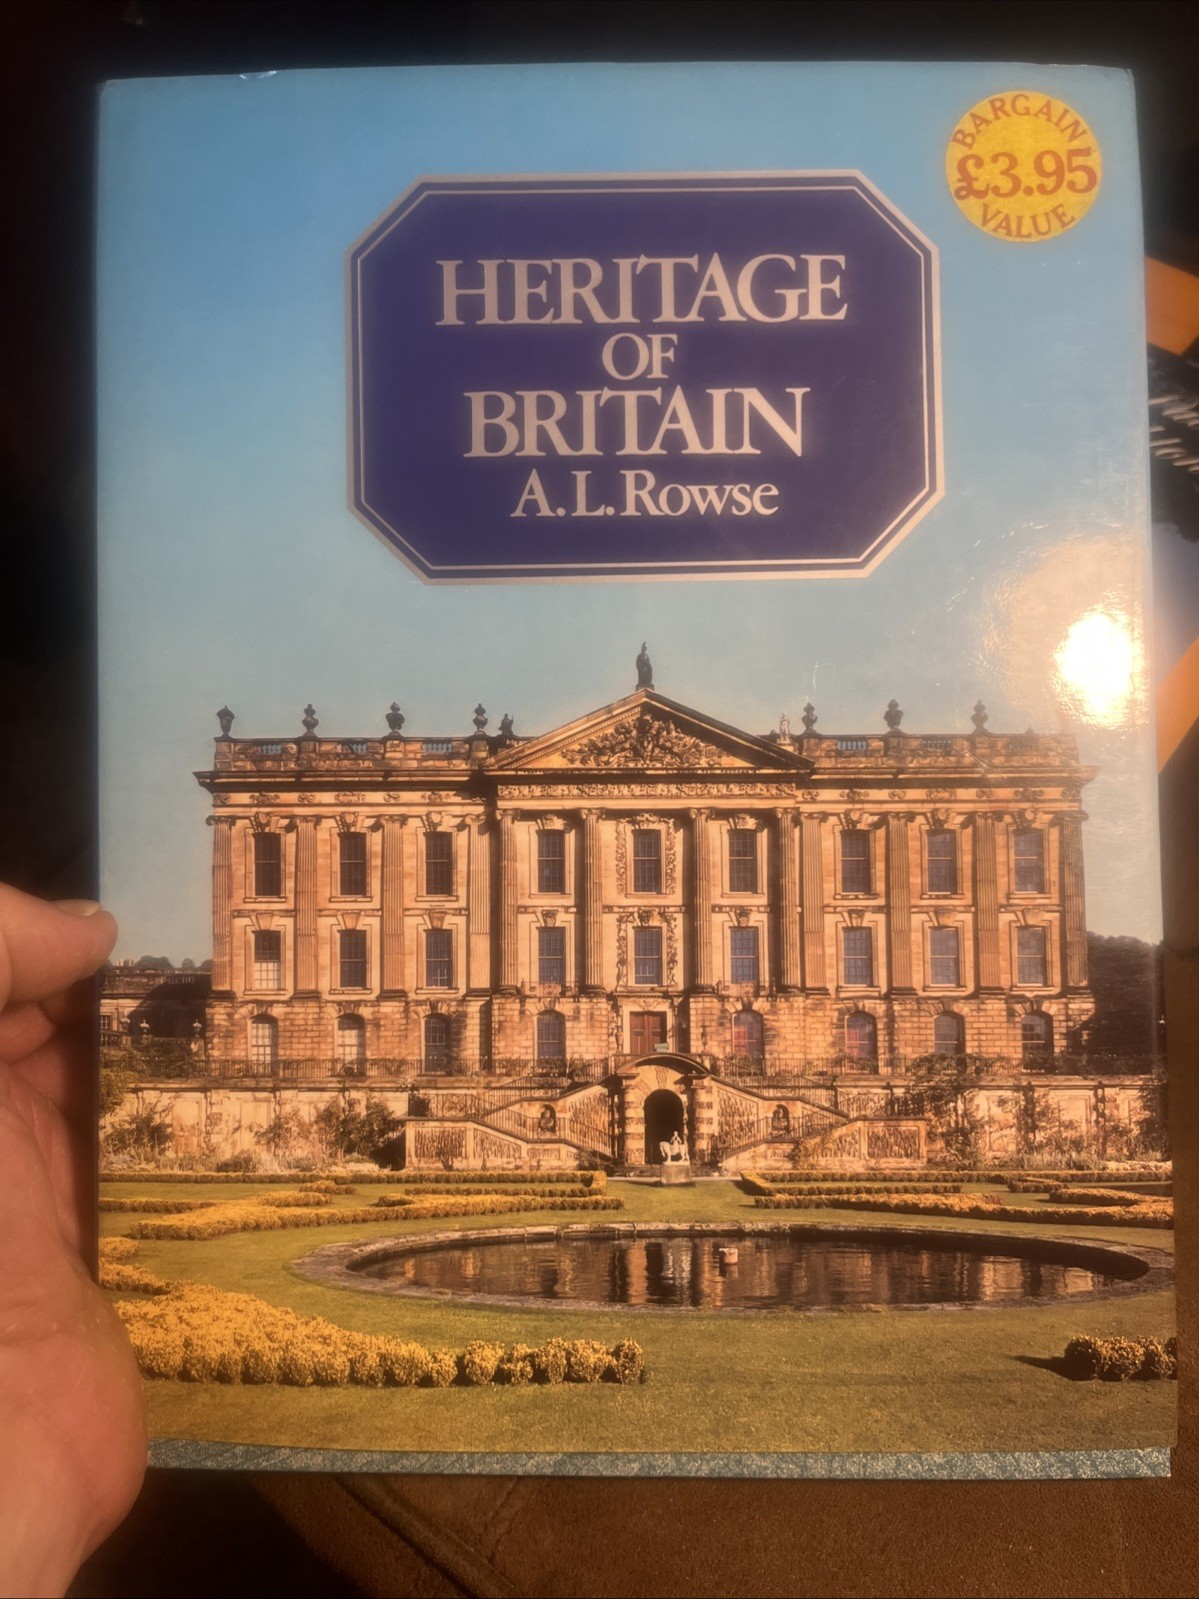 BARGAIN
£3.95
VALUE
HERITAGE
OF
BRITAIN
A.L.Rowse